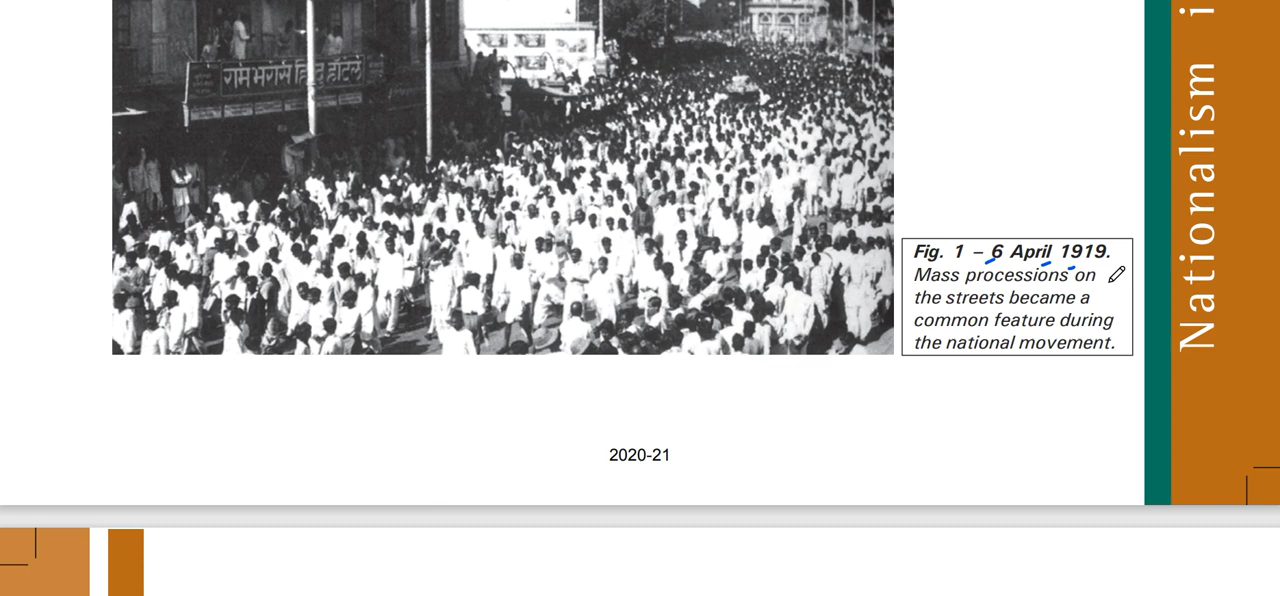 राम भरोसे हिन्दु होटल
Fig. 1 – 6 April 1919.
Mass processions on
the streets became a
common feature during
the national movement.
Nationalism i
2020-21